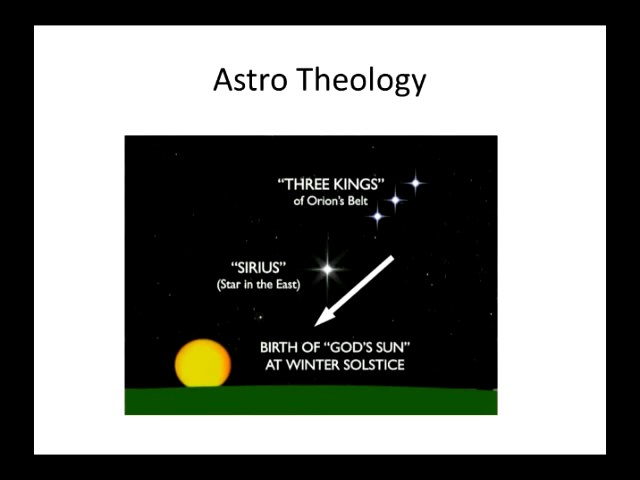 Astro Theology
“THREE KINGS”
of Orion's Belt
“SIRIUS”
(Star in the East)
BIRTH OF “GOD'S SUN”
AT WINTER SOLSTICE